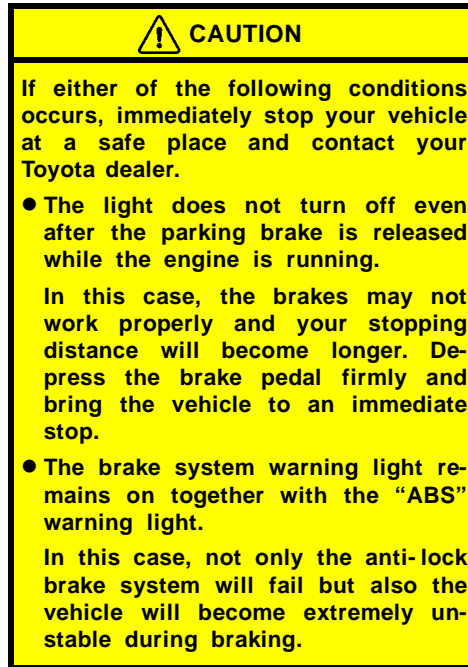 CAUTION
If either of the following conditions
occurs, immediately stop your vehicle
at a safe place and contact your
Toyota dealer.
● The light does not turn off even
after the parking brake is released
while the engine is running.
In this case, the brakes may not
work properly and your stopping
distance will become longer. De-
press the brake pedal firmly and
bring the vehicle to an immediate
stop.
● The brake system warning light re-
mains on together with the “ABS”
warning light.
In this case, not only the anti-lock
brake system will fail but also the
vehicle will become extremely un-
stable during braking.